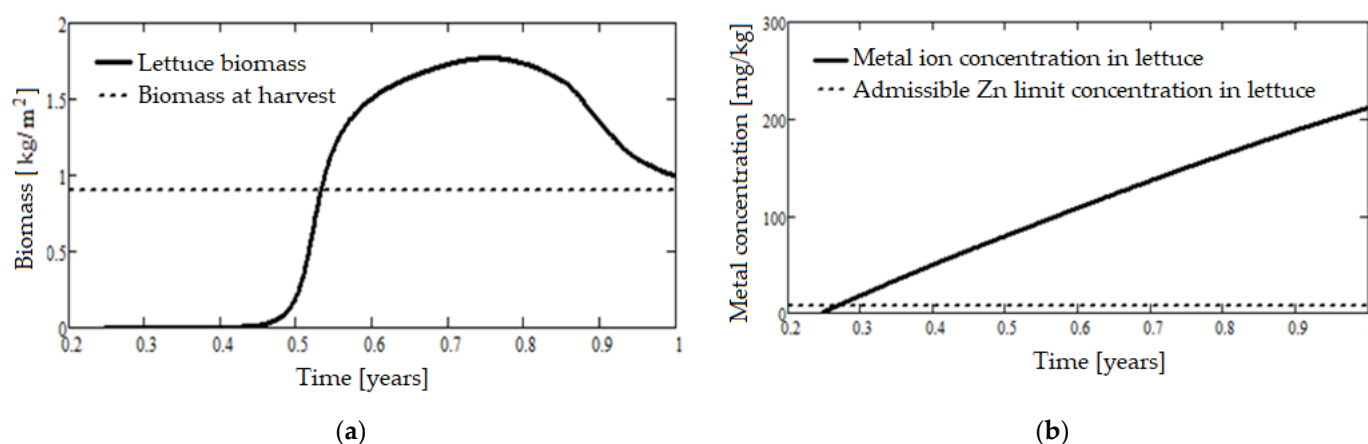 2
1.5
1
0.5
0
Biomass [ kg/ m²]
Lettuce biomass
Biomass at harvest
0.2 0.3 0.4 0.5 0.6 0.7 0.8 0.9 1
Time [years]
(a)
300
200
100
0
Metal concentration [mg/kg]
Metal ion concentration in lettuce
Admissible Zn limit concentration in lettuce
0.2 0.3 0.4 0.5 0.6 0.7 0.8 0.9
Time [years]
(b)